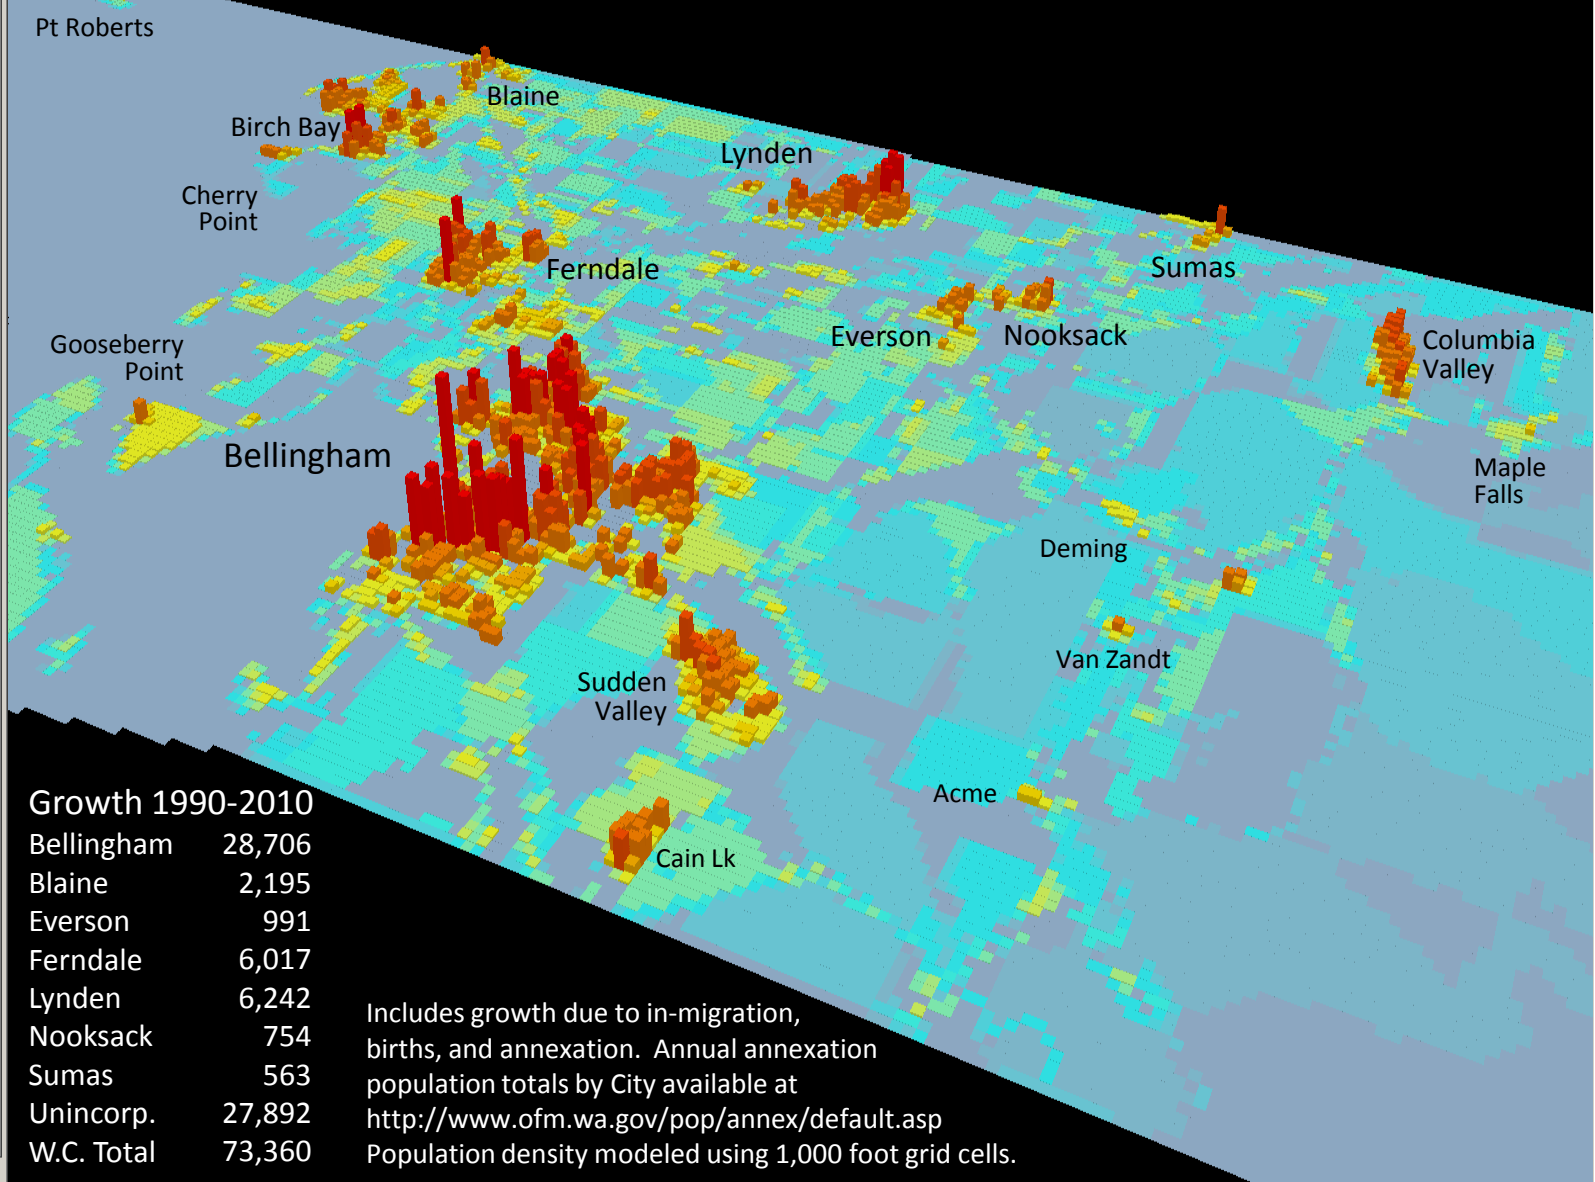 Pt Roberts
Blaine
Birch Bay
Lynden
Cherry
Point
Ferndale
Sumas
Everson
Nooksack
Columbia
Valley
Gooseberry
Point
Bellingham
Maple
Falls
Deming
Van Zandt
Sudden
Valley
Acme
Cain Lk
Growth 1990-2010
Bellingham 28,706
Blaine 2,195
Everson 991
Ferndale 6,017
Lynden 6,242
Nooksack 754
Sumas 563
Unincorp. 27,892
W.C. Total 73,360
Includes growth due to in-migration,
births, and annexation. Annual annexation
population totals by City available at
http://www.ofm.wa.gov/pop/annex/default.asp
Population density modeled using 1,000 foot grid cells.